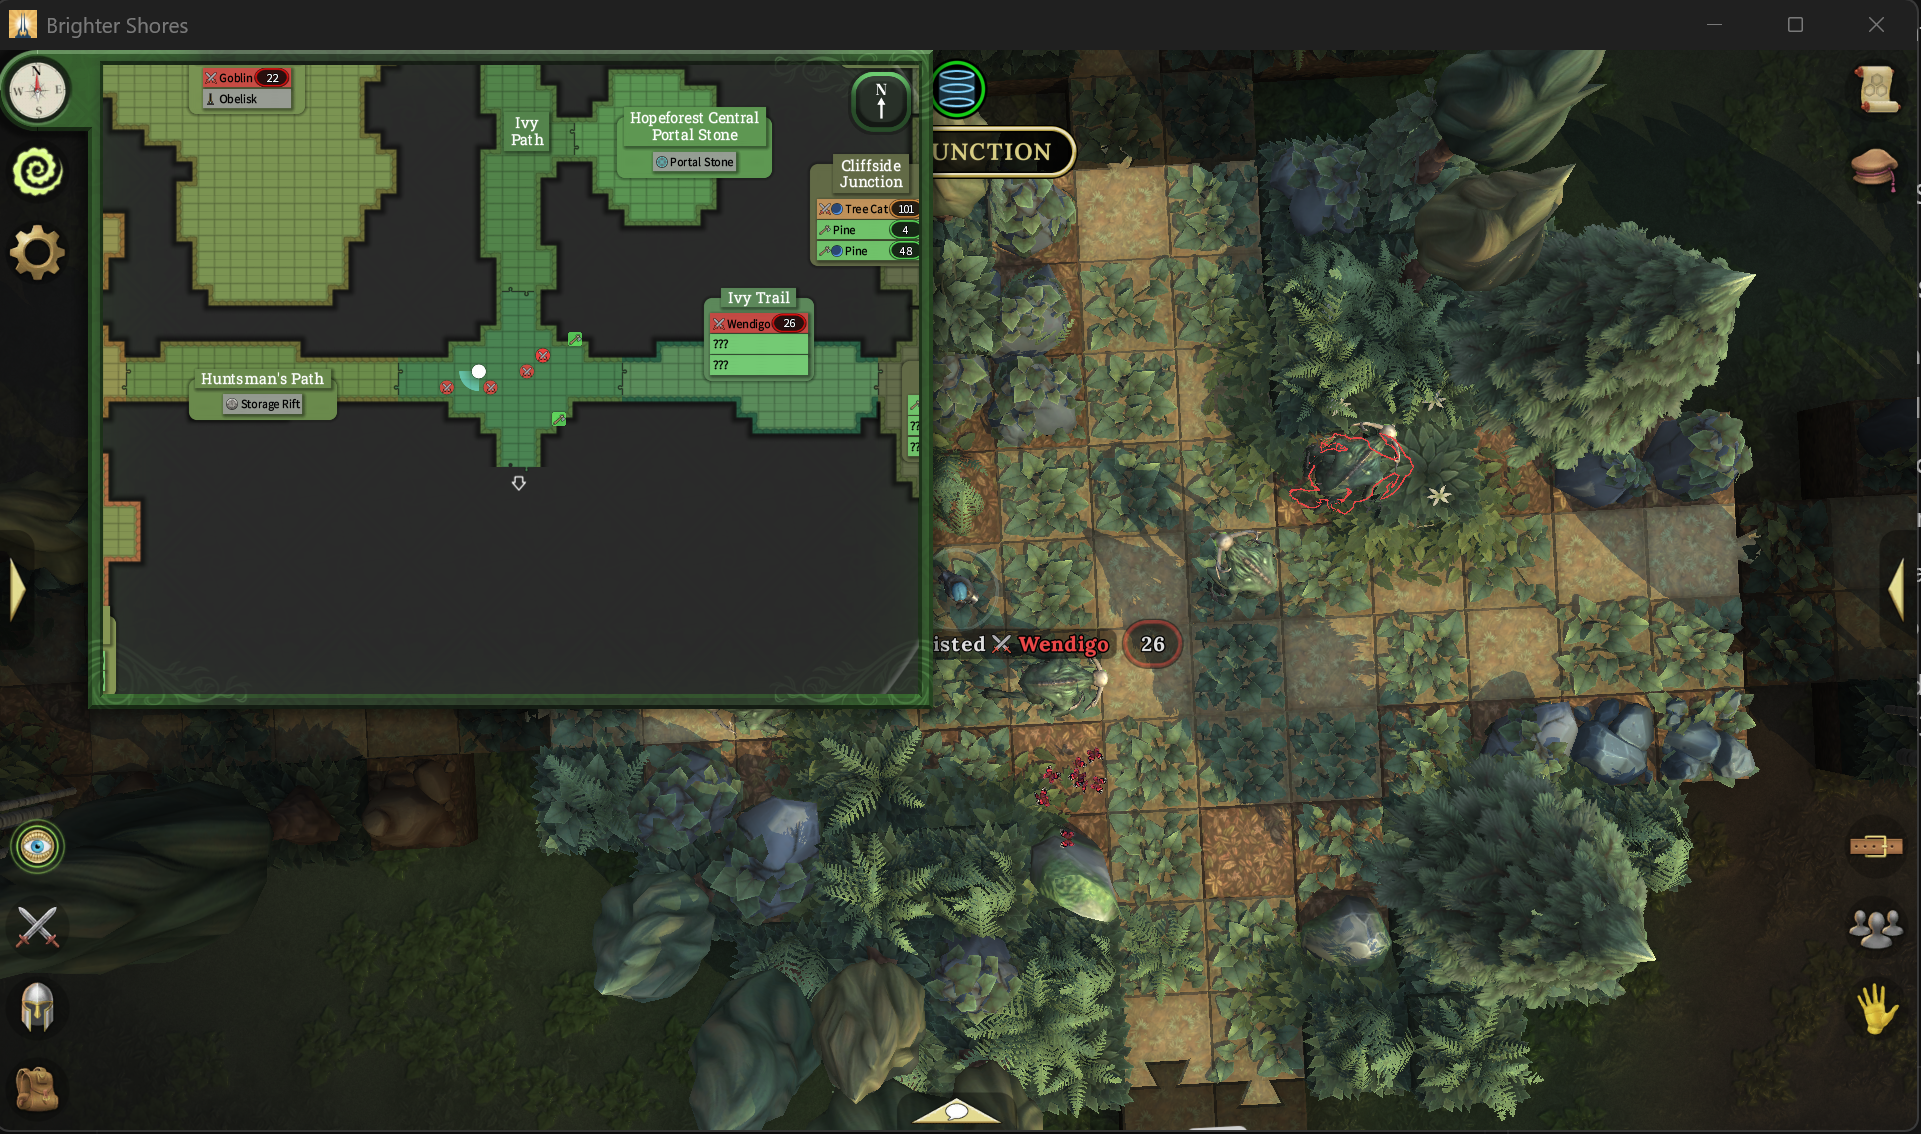 Brighter Shores
N
W E
S
Goblin 22
Obelisk
Ivy
Path
Hopeforest Central
Portal Stone
Portal Stone
N
Cliffside
Junction
Tree Cat 101
Pine 4
Pine 48
UNCTION
Ivy Trail
Wendigo 26
???
???
Huntsman's Path
Storage Rift
??
??
isted Wendigo 26